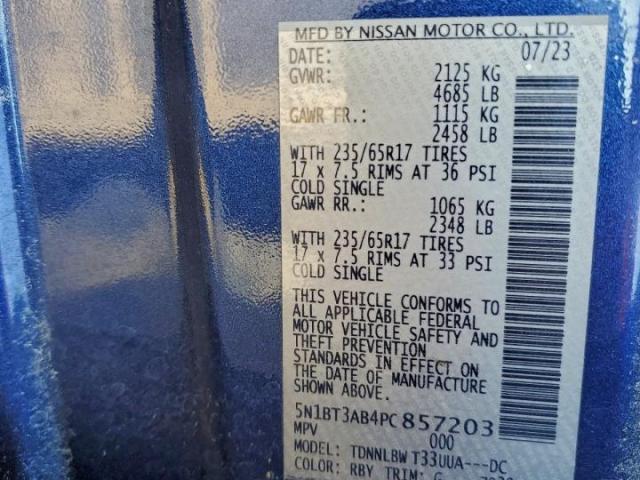 MFD BY NISSAN MOTOR CO., LTD.
DATE: 07/23
GVWR: 2125 KG
4685 LB
GAWR FR.: 1115 KG
2458 LB
WITH 235/65R17 TIRES
17 x 7.5 RIMS AT 36 PSI
COLD SINGLE
GAWR RR.: 1065 KG
2348 LB
WITH 235/65R17 TIRES
17 x 7.5 RIMS AT 33 PSI
COLD SINGLE
THIS VEHICLE CONFORMS TO
ALL APPLICABLE FEDERAL
MOTOR VEHICLE SAFETY AND
THEFT PREVENTION
STANDARDS IN EFFECT ON
THE DATE OF MANUFACTURE
SHOWN ABOVE.
5N1BT3AB4PC857203
MPV 000
MODEL: TDNNLBW T33UUA---DC
COLOR: RBY TRIM: G